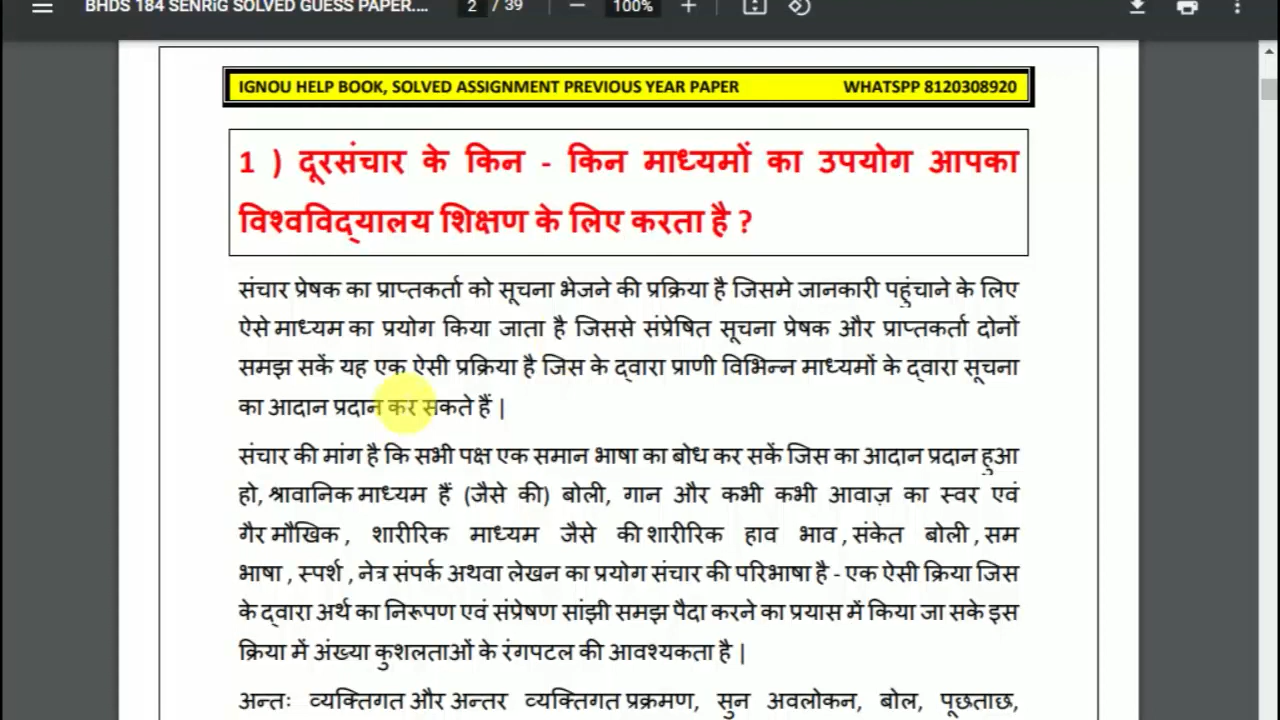 BHDS 184 SENRiG SOLVED GUESS PAPER.... 2 / 39 100%
IGNOU HELP BOOK, SOLVED ASSIGNMENT PREVIOUS YEAR PAPER WHATSPP 8120308920
1 ) दूरसंचार के किन - किन माध्यमों का उपयोग आपका
विश्वविद्यालय शिक्षण के लिए करता है ?
संचार प्रेषक का प्राप्तकर्ता को सूचना भेजने की प्रक्रिया है जिसमे जानकारी पहुंचाने के लिए
ऐसे माध्यम का प्रयोग किया जाता है जिससे संप्रेषित सूचना प्रेषक और प्राप्तकर्ता दोनों
समझ सकें यह एक ऐसी प्रक्रिया है जिस के द्वारा प्राणी विभिन्न माध्यमों के द्वारा सूचना
का आदान प्रदान कर सकते हैं |
संचार की मांग है कि सभी पक्ष एक समान भाषा का बोध कर सकें जिस का आदान प्रदान हुआ
हो, श्रावानिक माध्यम हैं (जैसे की) बोली, गान और कभी कभी आवाज़ का स्वर एवं
गैर मौखिक , शारीरिक माध्यम जैसे की शारीरिक हाव भाव , संकेत बोली , सम
भाषा , स्पर्श , नेत्र संपर्क अथवा लेखन का प्रयोग संचार की परिभाषा है - एक ऐसी क्रिया जिस
के द्वारा अर्थ का निरूपण एवं संप्रेषण सांझी समझ पैदा करने का प्रयास में किया जा सके इस
क्रिया में अंख्या कुशलताओं के रंगपटल की आवश्यकता है |
अन्तः व्यक्तिगत और अन्तर व्यक्तिगत प्रक्रमण, सुन अवलोकन, बोल, पूछताछ,